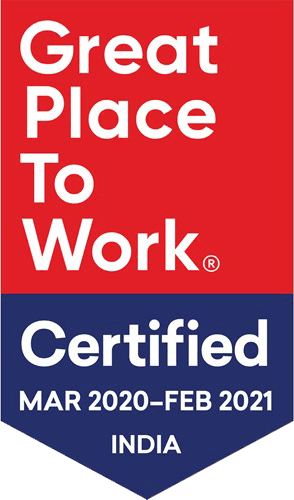 Great
Place
To
Work®
Certified
MAR 2020–FEB 2021
INDIA